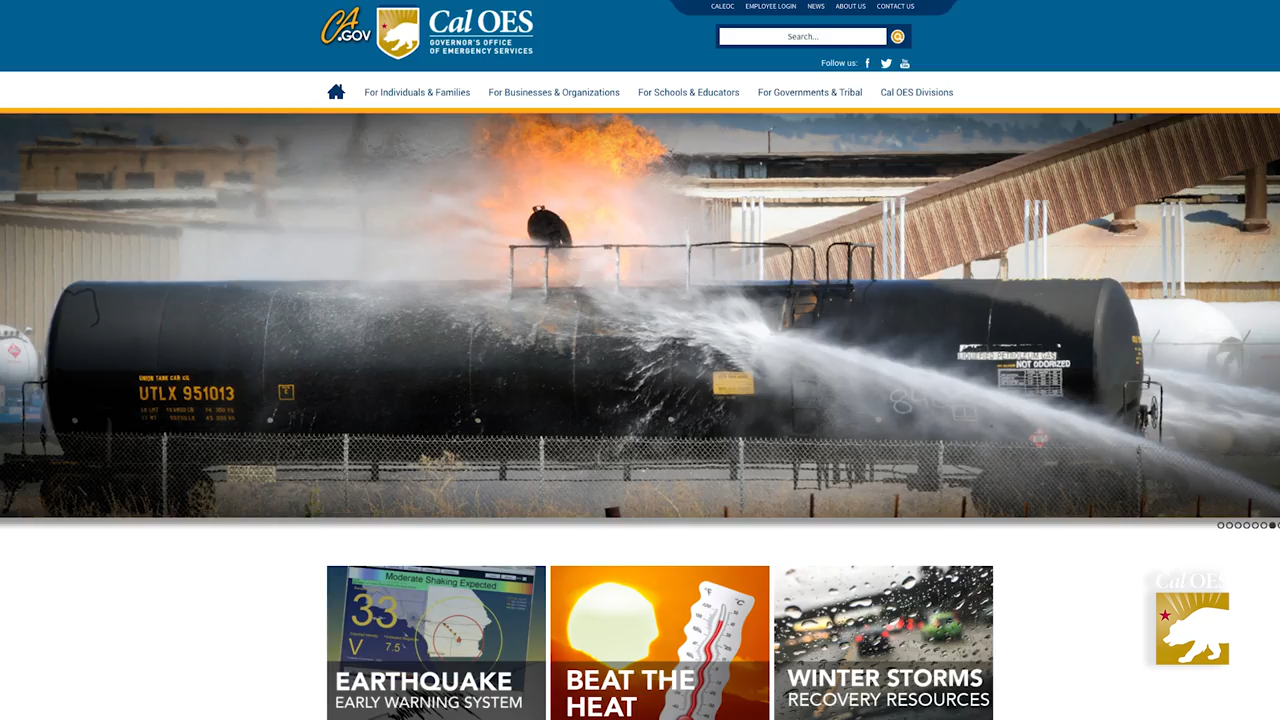 CALEOC EMPLOYEE LOGIN NEWS ABOUT US CONTACT US
CA.GOV
Cal OES
GOVERNOR'S OFFICE
OF EMERGENCY SERVICES
Search...
Follow us:
For Individuals & Families For Businesses & Organizations For Schools & Educators For Governments & Tribal Cal OES Divisions
UNION TANK CAR CO.
UTLX 951013
LIQUEFIED PETROLEUM GAS
NOT ODORIZED
Moderate Shaking Expected
33
V
7.5
EARTHQUAKE
EARLY WARNING SYSTEM
°C
BEAT THE
HEAT
WINTER STORMS
RECOVERY RESOURCES
Cal OES